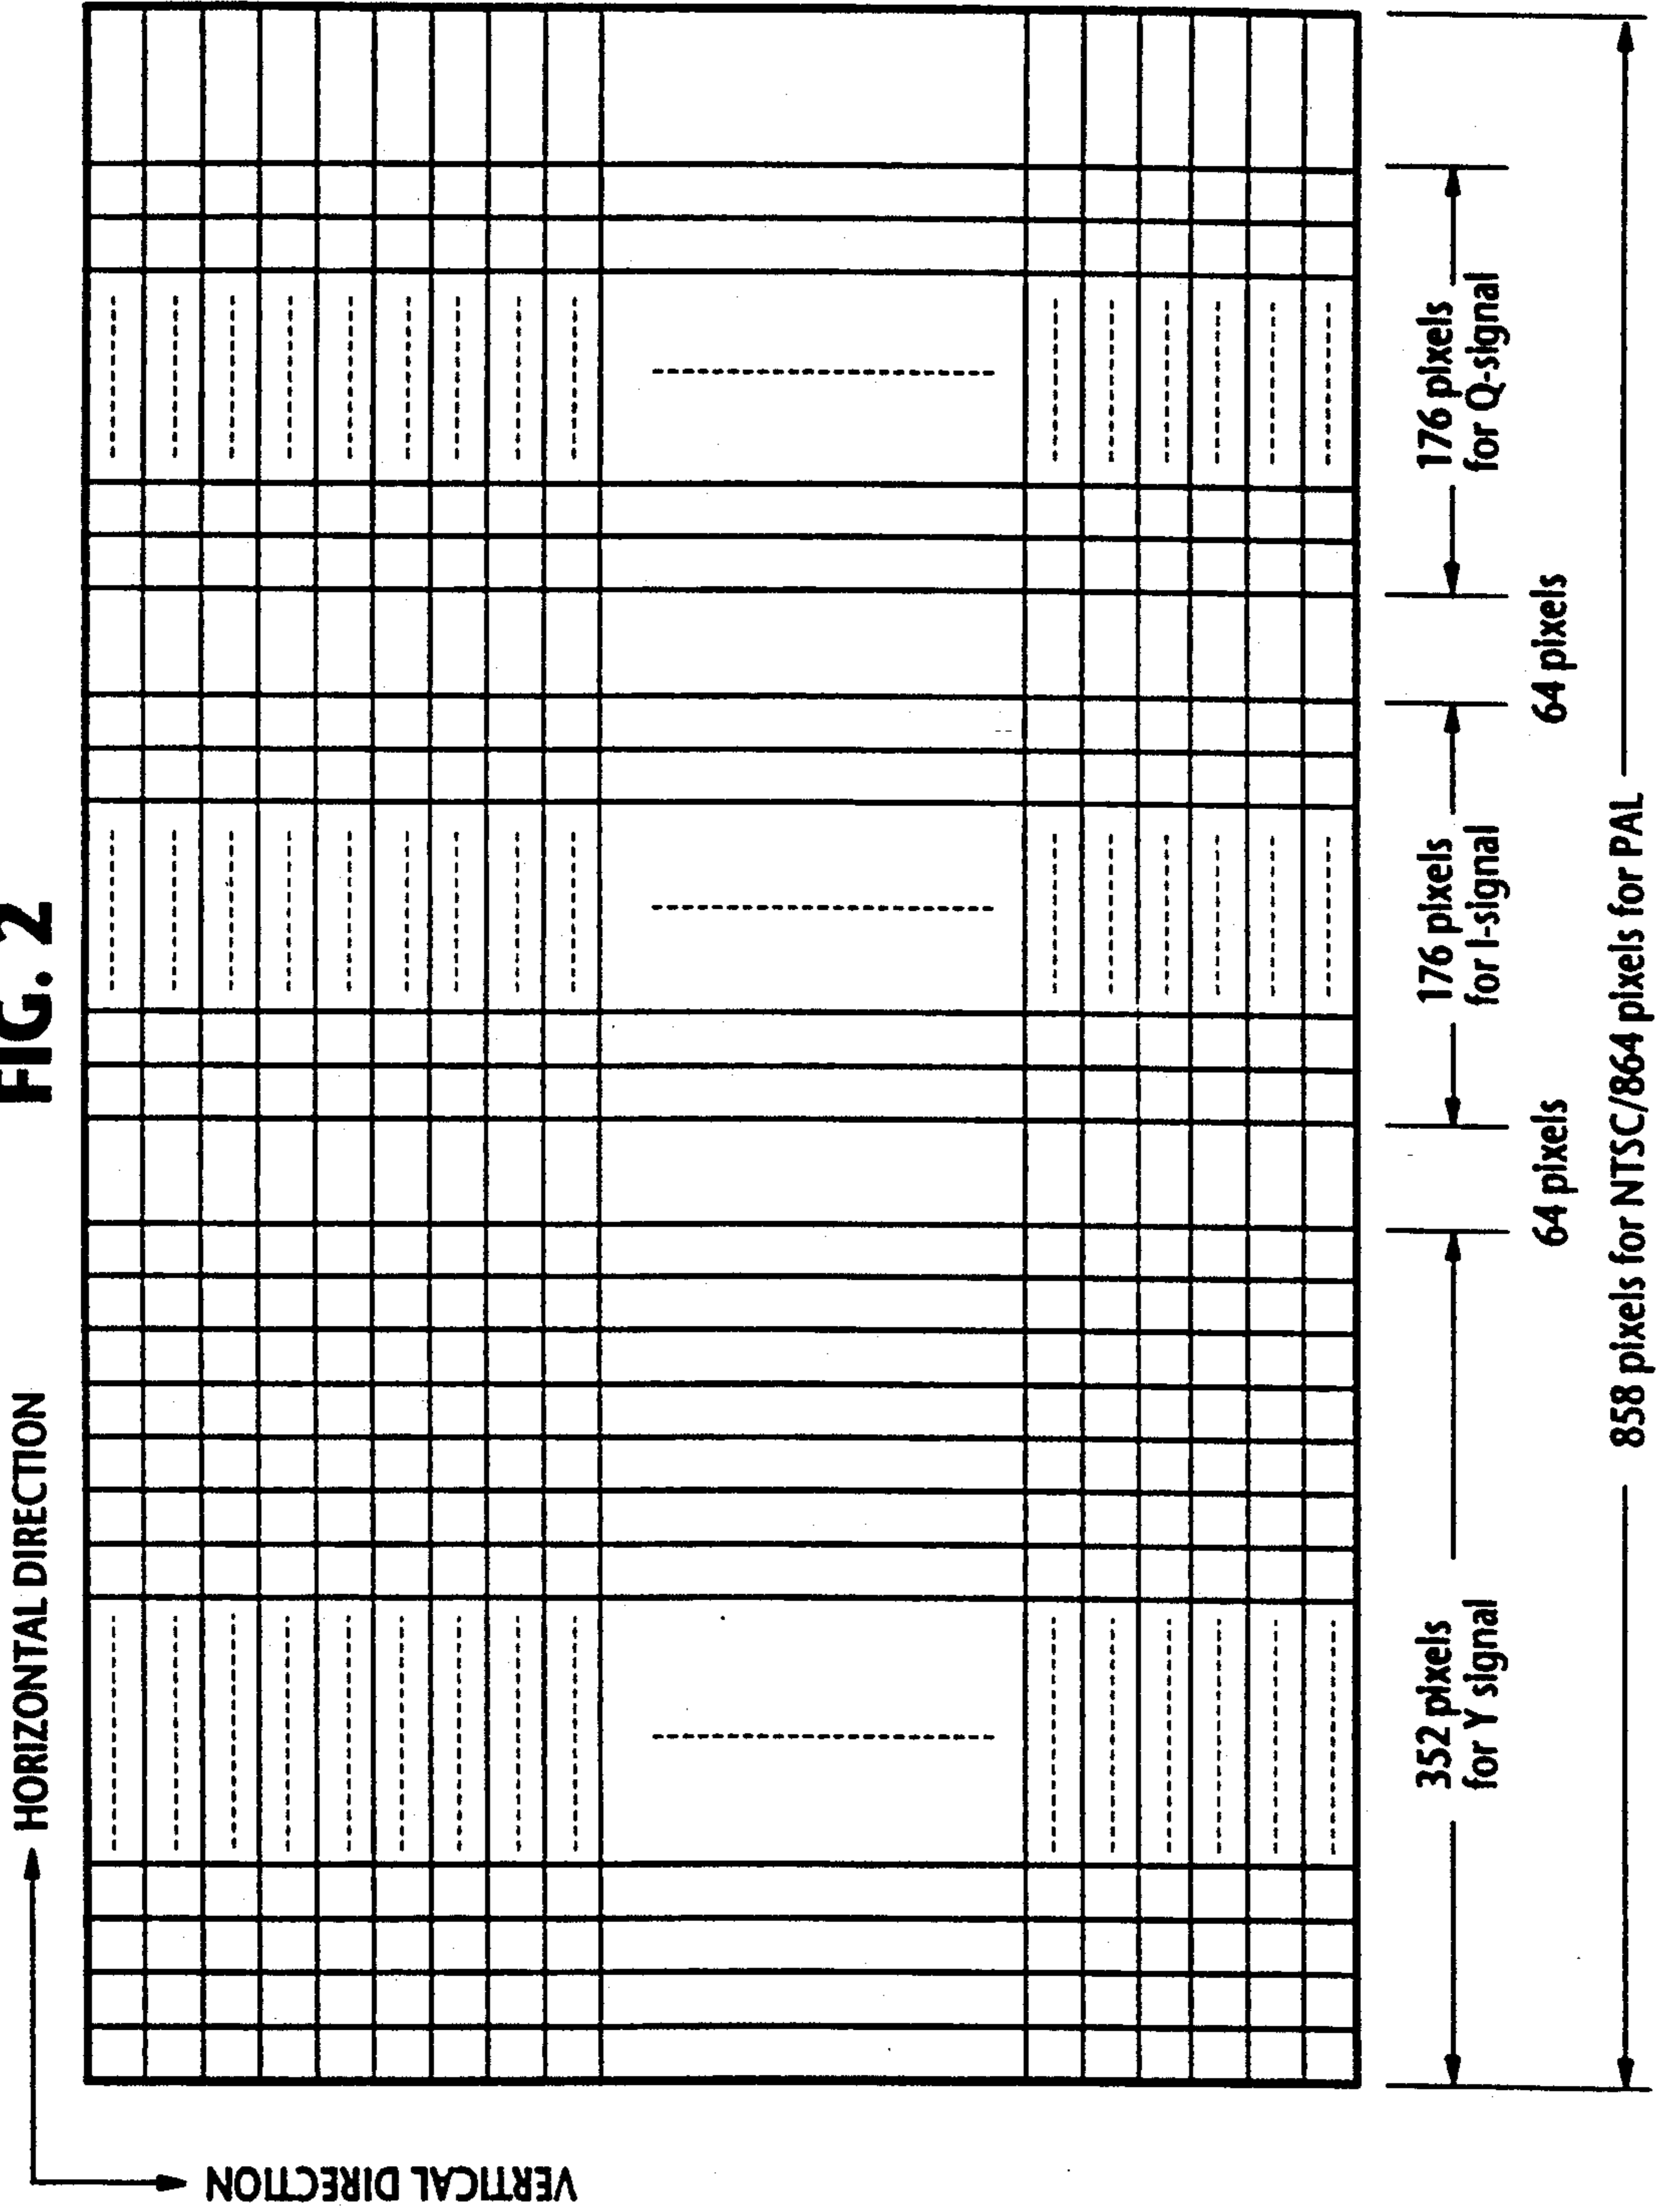 FIG. 2
HORIZONTAL DIRECTION
VERTICAL DIRECTION
352 pixels
for Y signal
64 pixels
176 pixels
for I-signal
64 pixels
176 pixels
for Q-signal
858 pixels for NTSC/864 pixels for PAL